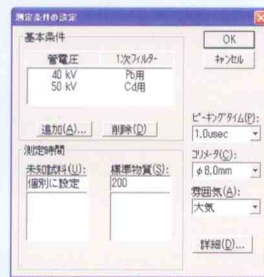 測定条件の設定
基本条件
管電圧 1次フィルター
40 kV Pb用
50 kV Cd用
追加(A)... 削除(D)
測定時間
未知試料(U): 標準物質(S):
個別に設定 200
OK
キャンセル
ピーキングタイム(P):
1.0usec
コリメータ(C):
φ8.0mm
雰囲気(A):
大気
詳細(D)...